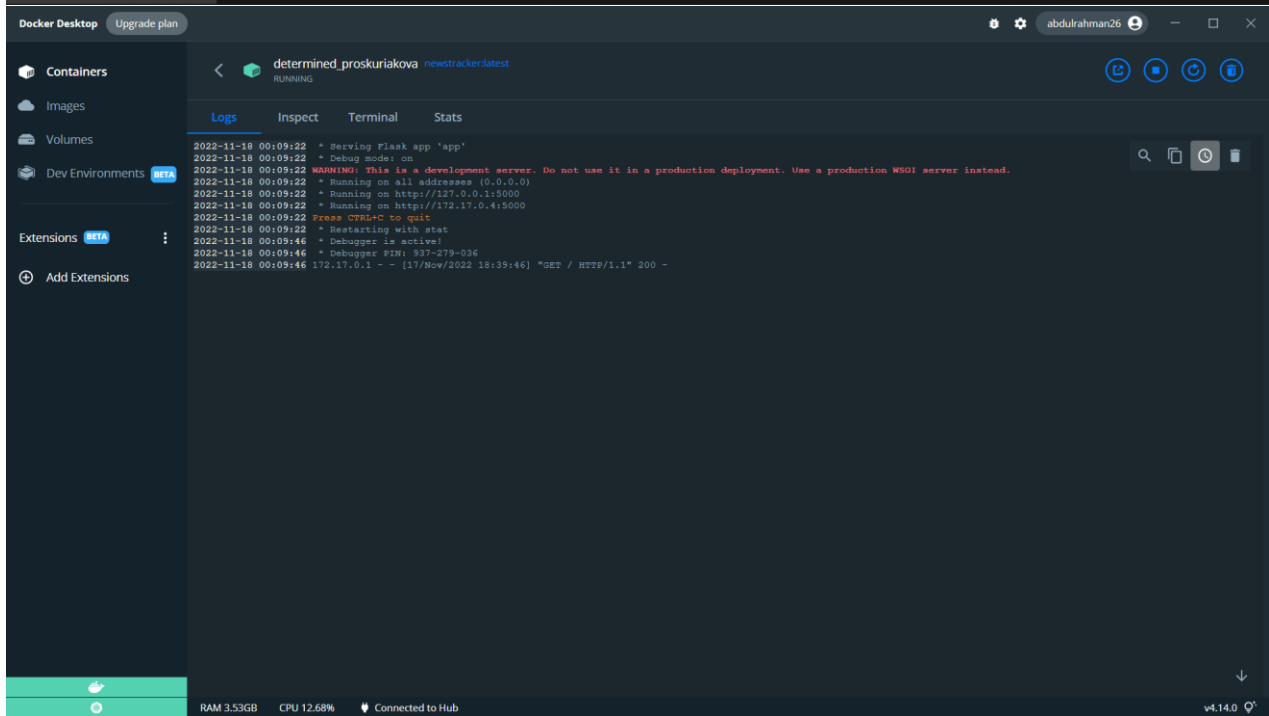 Docker Desktop Upgrade plan abdulrahman26
Containers
Images
Volumes
Dev Environments BETA
Extensions BETA
Add Extensions
determined_proskuriakova newstracker:latest
RUNNING
Logs Inspect Terminal Stats
2022-11-18 00:09:22 * Serving Flask app 'app'
2022-11-18 00:09:22 * Debug mode: on
2022-11-18 00:09:22 WARNING: This is a development server. Do not use it in a production deployment. Use a production WSGI server instead.
2022-11-18 00:09:22 * Running on all addresses (0.0.0.0)
2022-11-18 00:09:22 * Running on http://127.0.0.1:5000
2022-11-18 00:09:22 * Running on http://172.17.0.4:5000
2022-11-18 00:09:22 Press CTRL+C to quit
2022-11-18 00:09:22 * Restarting with stat
2022-11-18 00:09:46 * Debugger is active!
2022-11-18 00:09:46 * Debugger PIN: 937-279-036
2022-11-18 00:09:46 172.17.0.1 - - [17/Nov/2022 18:39:46] "GET / HTTP/1.1" 200 -
RAM 3.53GB CPU 12.68% Connected to Hub v4.14.0